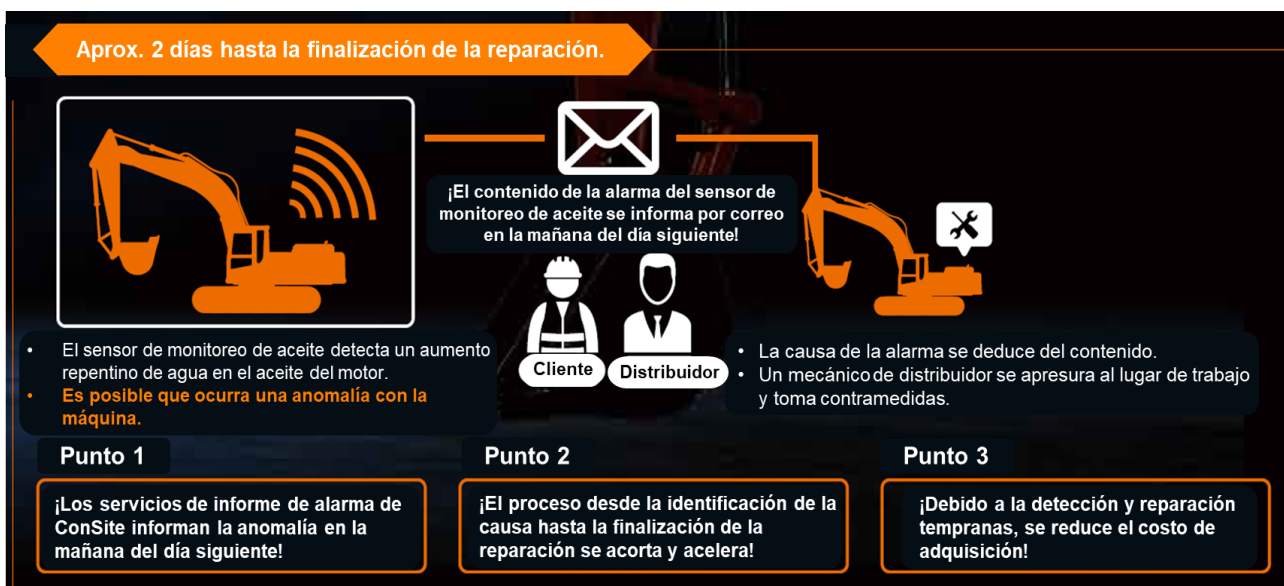 Aprox. 2 días hasta la finalización de la reparación.
¡El contenido de la alarma del sensor de
monitoreo de aceite se informa por correo
en la mañana del día siguiente!
Cliente
Distribuidor
• El sensor de monitoreo de aceite detecta un aumento
repentino de agua en el aceite del motor.
• Es posible que ocurra una anomalía con la
máquina.
• La causa de la alarma se deduce del contenido.
• Un mecánico de distribuidor se apresura al lugar de trabajo
y toma contramedidas.
Punto 1
¡Los servicios de informe de alarma de
ConSite informan la anomalía en la
mañana del día siguiente!
Punto 2
¡El proceso desde la identificación de la
causa hasta la finalización de la
reparación se acorta y acelera!
Punto 3
¡Debido a la detección y reparación
tempranas, se reduce el costo de
adquisición!